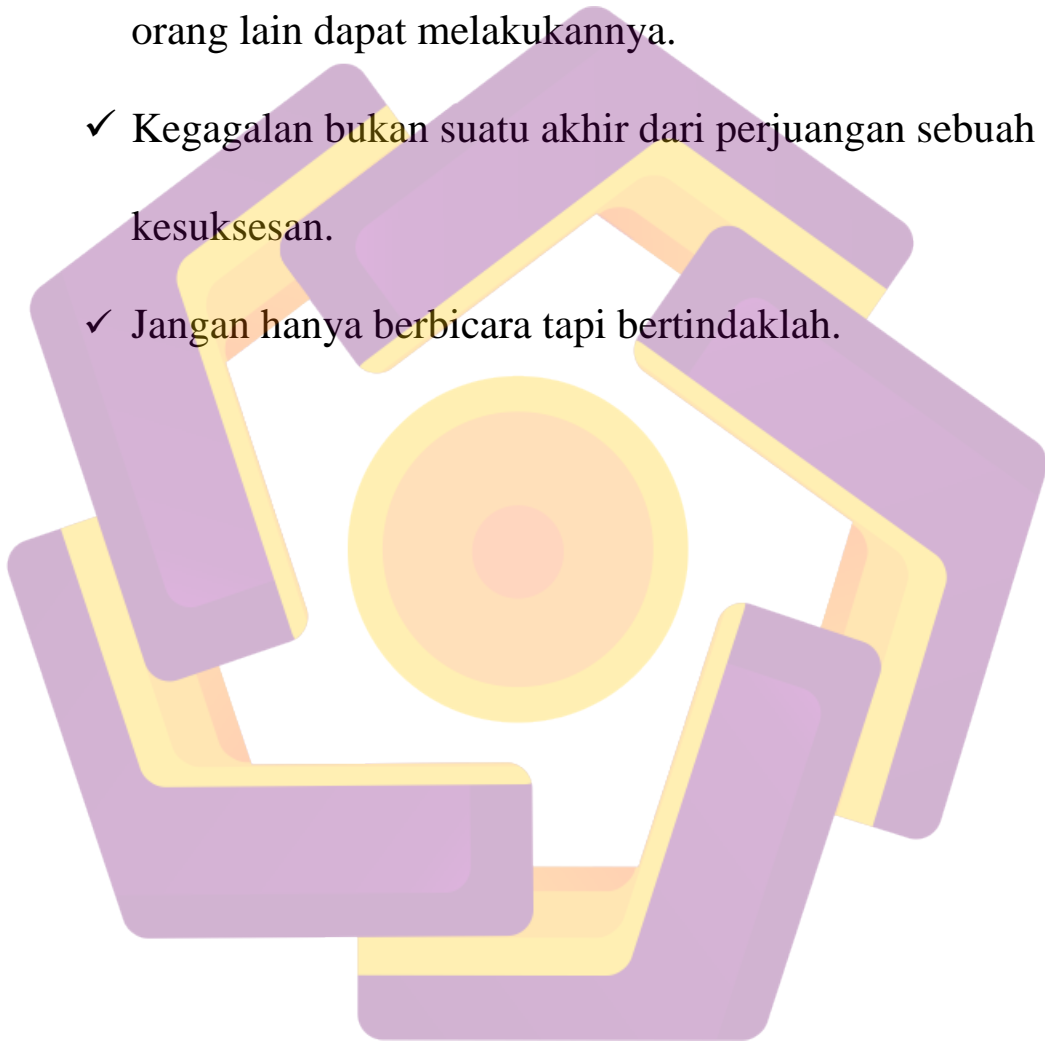 orang lain dapat melakukannya.
✓ Kegagalan bukan suatu akhir dari perjuangan sebuah
kesuksesan.
✓ Jangan hanya berbicara tapi bertindaklah.